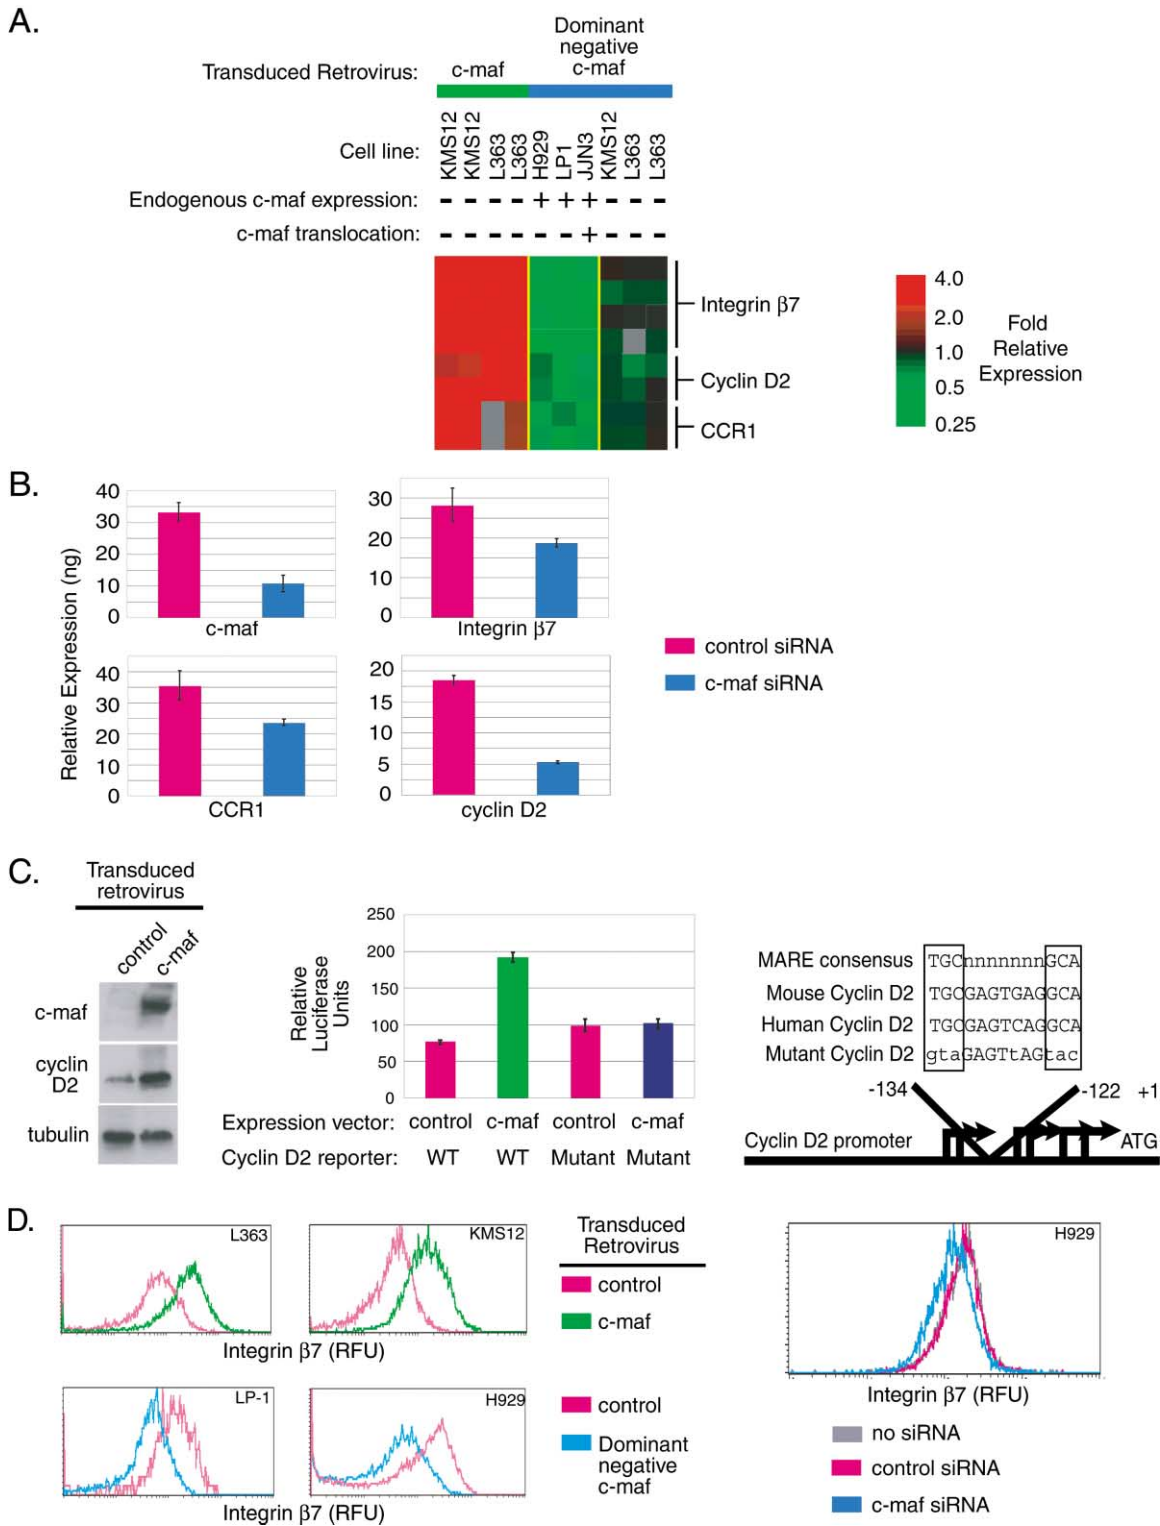 A.
Transduced Retrovirus:
c-maf
Dominant
negative
c-maf
Cell line:
KMS12
KMS12
L363
L363
H929
LP1
JJN3
KMS12
L363
L363
Endogenous c-maf expression: - - - - + + + - - -
c-maf translocation: - - - - - - + - - -
Integrin β7
Cyclin D2
CCR1
4.0
2.0
1.0
0.5
0.25
Fold
Relative
Expression
B.
Relative Expression (ng)
40
30
20
10
0
c-maf
30
20
10
0
Integrin β7
40
30
20
10
0
CCR1
20
15
10
5
0
cyclin D2
control siRNA
c-maf siRNA
C.
Transduced
retrovirus
control
c-maf
c-maf
cyclin
D2
tubulin
Relative
Luciferase
Units
250
200
150
100
50
0
Expression vector: control c-maf control c-maf
Cyclin D2 reporter: WT WT Mutant Mutant
MARE consensus TGCnnnnnnnGCA
Mouse Cyclin D2 TGCGAGTGAGGCA
Human Cyclin D2 TGCGAGTCAGGCA
Mutant Cyclin D2 gtaGAGTtAGtac
-134
-122
+1
Cyclin D2 promoter
ATG
D.
L363
KMS12
Integrin β7 (RFU)
Transduced
Retrovirus
control
c-maf
LP-1
H929
Integrin β7 (RFU)
control
Dominant
negative
c-maf
H929
Integrin β7 (RFU)
no siRNA
control siRNA
c-maf siRNA